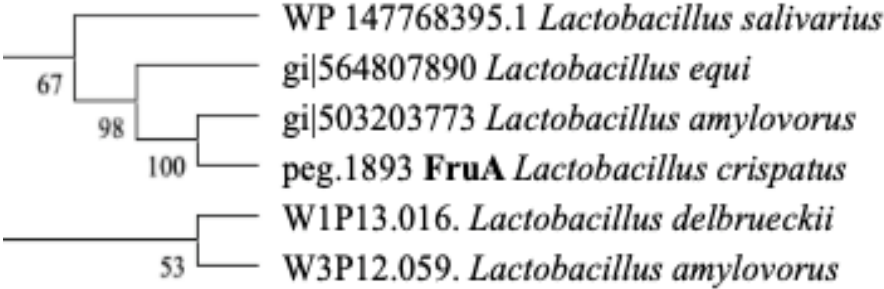 WP 147768395.1 Lactobacillus salivarius
gi|564807890 Lactobacillus equi
67
gi|503203773 Lactobacillus amylovorus
98
peg.1893 FruA Lactobacillus crispatus
100
W1P13.016. Lactobacillus delbrueckii
W3P12.059. Lactobacillus amylovorus
53